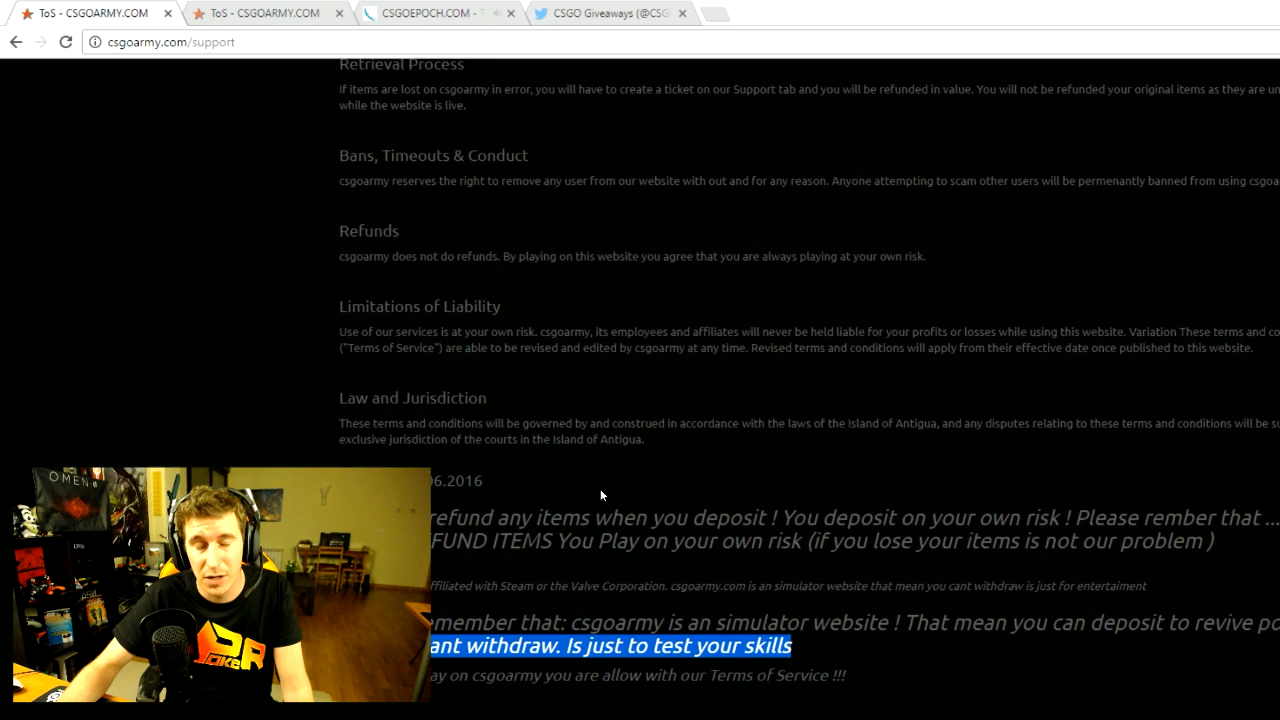 ToS - CSGOARMY.COM
ToS - CSGOARMY.COM
CSGOEPOCH.COM - T
CSGO Giveaways (@CSG
csgoarmy.com/support
Retrieval Process
If items are lost on csgoarmy in error, you will have to create a ticket on our Support tab and you will be refunded in value. You will not be refunded your original items as they are
while the website is live.
Bans, Timeouts & Conduct
csgoarmy reserves the right to remove any user from our website with out and for any reason. Anyone attempting to scam other users will be permenantly banned from using csgoa
Refunds
csgoarmy does not do refunds. By playing on this website you agree that you are always playing at your own risk.
Limitations of Liability
Use of our services is at your own risk. csgoarmy, its employees and affiliates will never be held liable for your profits or losses while using this website. Variation These terms and co
("Terms of Service") are able to be revised and edited by csgoarmy at any time. Revised terms and conditions will apply from their effective date once published to this website.
Law and Jurisdiction
These terms and conditions will be governed by and construed in accordance with the laws of the Island of Antigua, and any disputes relating to these terms and conditions will be su
exclusive jurisdiction of the courts in the Island of Antigua.
06.2016
refund any items when you deposit ! You deposit on your own risk ! Please rember that ...
FUND ITEMS You Play on your own risk (if you lose your items is not our problem )
ffiliated with Steam or the Valve Corporation. csgoarmy.com is an simulator website that mean you cant withdraw is just for entertaiment
member that: csgoarmy is an simulator website ! That mean you can deposit to revive po
ant withdraw. Is just to test your skills
ay on csgoarmy you are allow with our Terms of Service !!!
OMEN